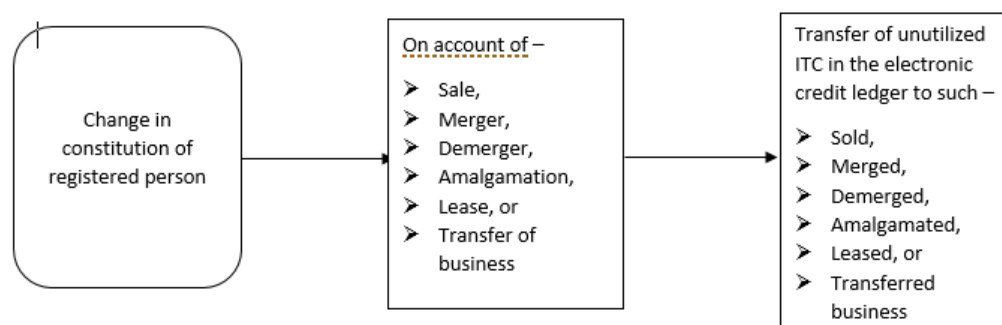 Change in
constitution of
registered person
On account of –
➤ Sale,
➤ Merger,
➤ Demerger,
➤ Amalgamation,
➤ Lease, or
➤ Transfer of
business
Transfer of unutilized
ITC in the electronic
credit ledger to such –
➤ Sold,
➤ Merged,
➤ Demerged,
➤ Amalgamated,
➤ Leased, or
➤ Transferred
business